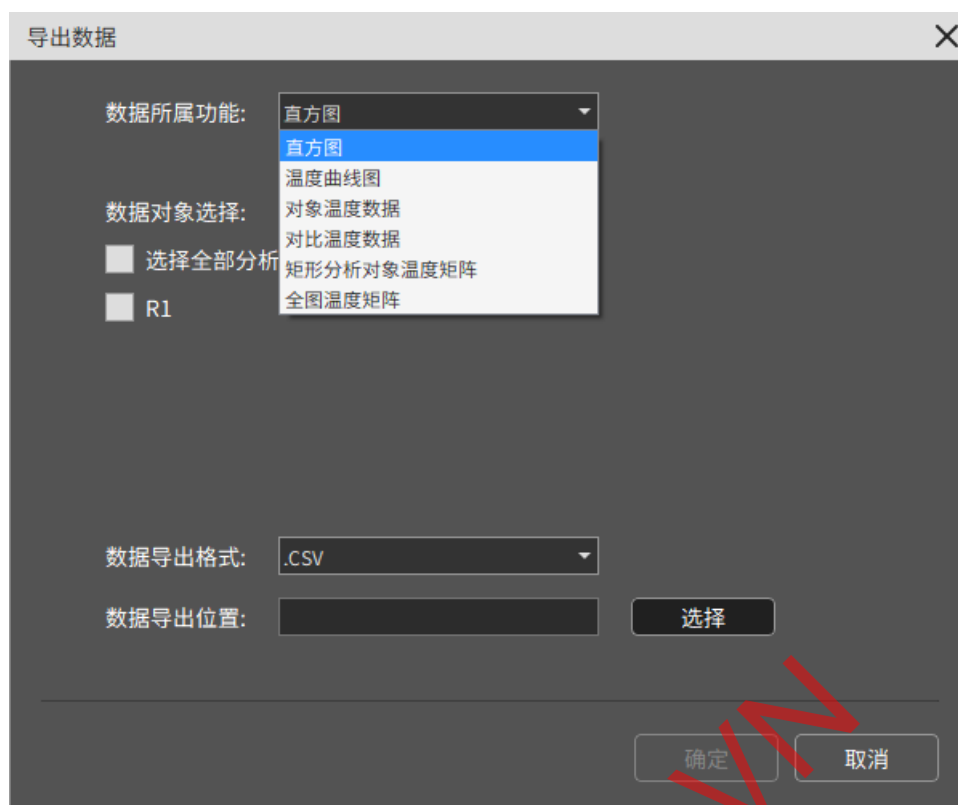 导出数据
数据所属功能: 直方图
直方图
温度曲线图
数据对象选择:
对象温度数据
对比温度数据
选择全部分析
矩形分析对象温度矩阵
全图温度矩阵
R1
数据导出格式: .CSV
数据导出位置: 选择
确定 取消
VN